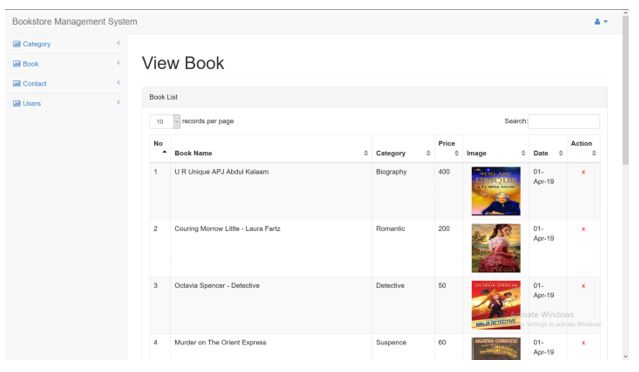 Bookstore Management System
Category
Book
Contact
Users
View Book
Book List
10 records per page
Search:
No Book Name Category Price Image Date Action
1 U R Unique APJ Abdul Kalaam Biography 400 01-Apr-19 x
YOU ARE
UNIQUE
APJ ABDUL KALAM
2 Couring Morrow Little - Laura Fartz Romantic 200 01-Apr-19 x
3 Octavia Spencer - Detective Detective 50 01-Apr-19 x
OCTAVIA SPENCER
NINJA DETECTIVE
Activate Windows
Settings to activate Windows
4 Murder on The Orient Express Suspence 60 01-Apr-19 x
AGATHA CHRISTIE